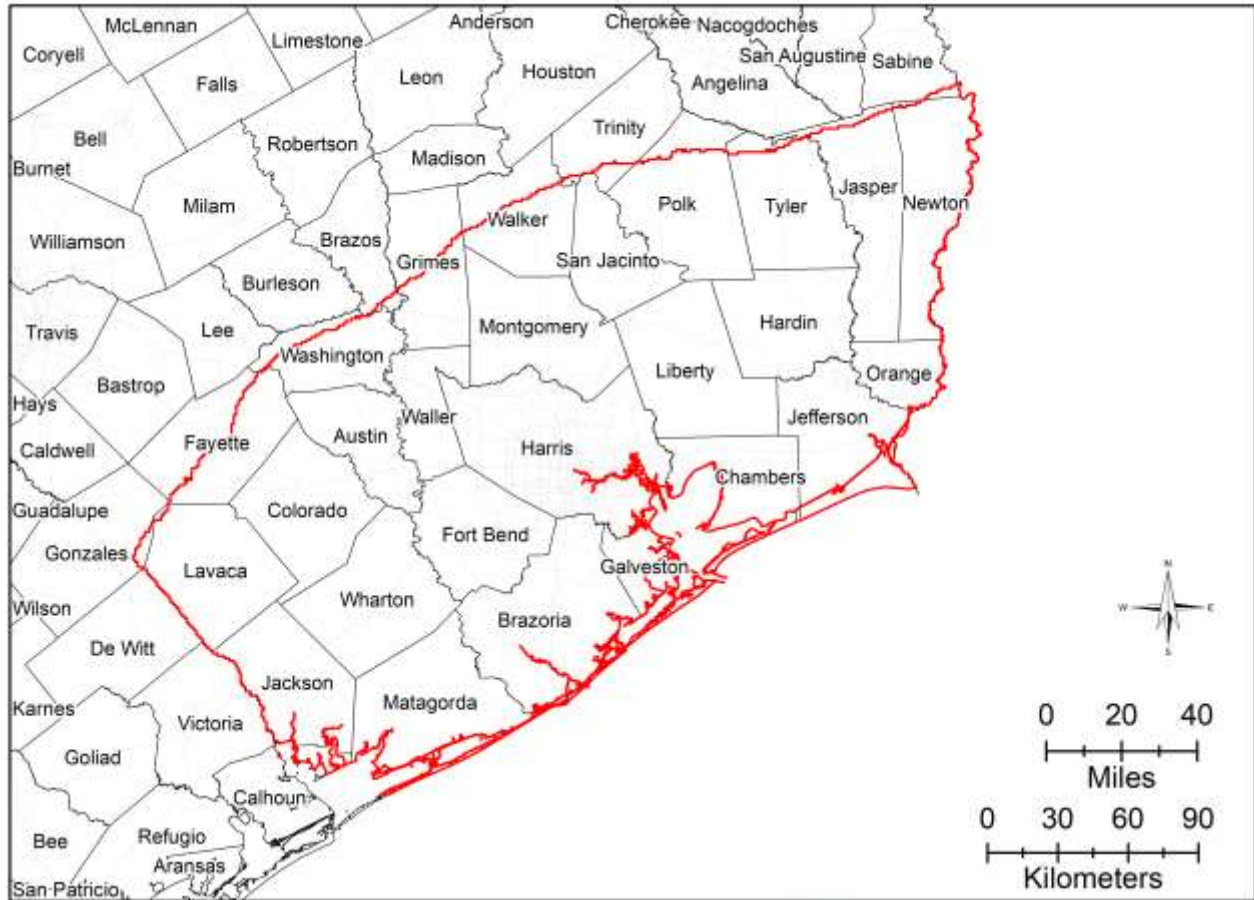 McLennan
Limestone
Anderson
Cherokee
Nacogdoches
San Augustine
Sabine
Coryell
Falls
Leon
Houston
Angelina
Bell
Robertson
Trinity
Madison
Burnet
Milam
Walker
Polk
Tyler
Jasper
Newton
Williamson
Brazos
Grimes
San Jacinto
Burleson
Travis
Lee
Montgomery
Hardin
Washington
Liberty
Orange
Bastrop
Hays
Waller
Jefferson
Caldwell
Fayette
Austin
Harris
Chambers
Guadalupe
Colorado
Fort Bend
Gonzales
Lavaca
Galveston
Wilson
Wharton
Brazoria
De Witt
Jackson
Matagorda
Karnes
Victoria
Goliad
Calhoun
Bee
Refugio
Aransas
San Patricio
N
W E
S
0 20 40
Miles
0 30 60 90
Kilometers